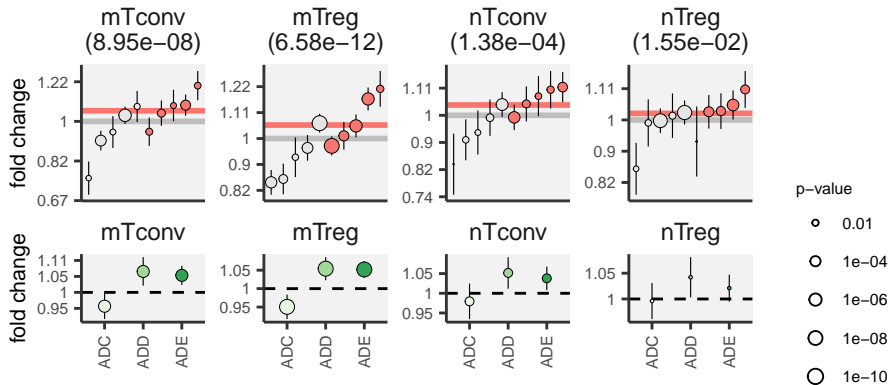 mTconv
(8.95e−08)
mTreg
(6.58e−12)
nTconv
(1.38e−04)
nTreg
(1.55e−02)
fold change
1.22
1
0.82
0.67
1.22
1.11
1
0.9
0.82
1.11
1
0.9
0.82
0.74
1.11
1
0.9
0.82
mTconv
mTreg
nTconv
nTreg
fold change
1.11
1.05
1
0.95
1.05
1
0.95
1.05
1
0.95
1.05
1
ADC
ADD
ADE
ADC
ADD
ADE
ADC
ADD
ADE
ADC
ADD
ADE
p−value
0.01
1e−04
1e−06
1e−08
1e−10